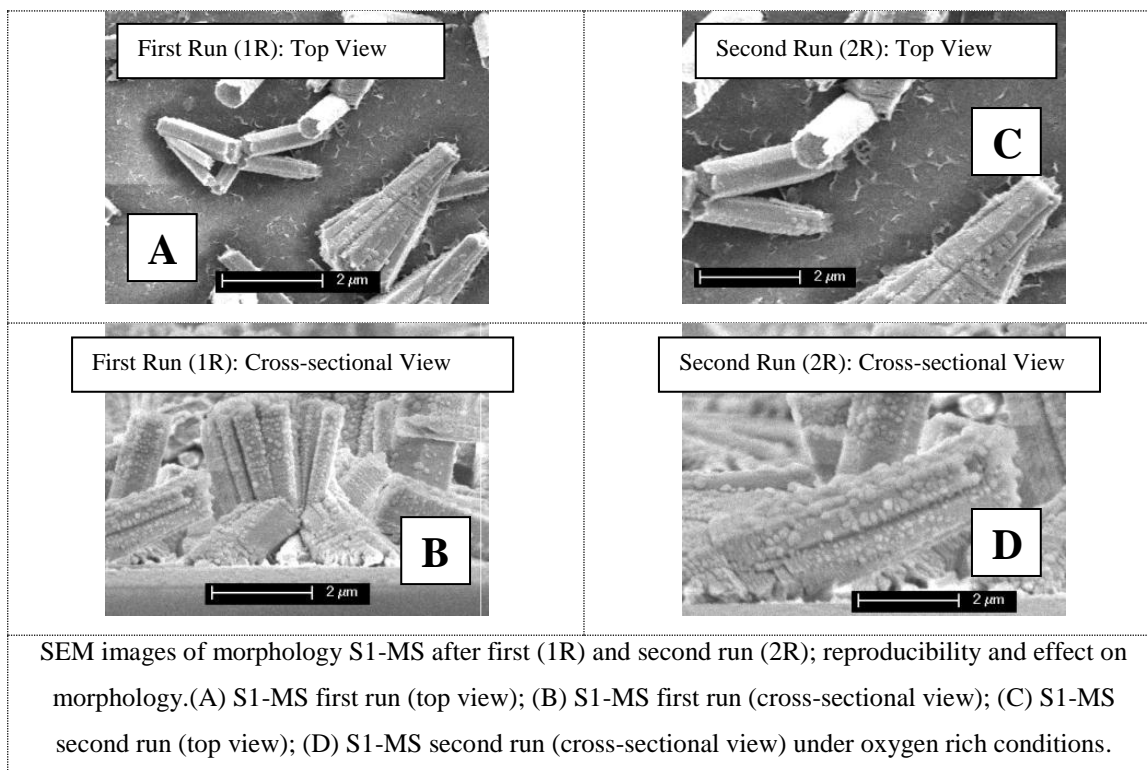 First Run (1R): Top View
Second Run (2R): Top View
A
2 µm
C
2 µm
First Run (1R): Cross-sectional View
Second Run (2R): Cross-sectional View
B
2 µm
D
2 µm
SEM images of morphology S1-MS after first (1R) and second run (2R); reproducibility and effect on
morphology.(A) S1-MS first run (top view); (B) S1-MS first run (cross-sectional view); (C) S1-MS
second run (top view); (D) S1-MS second run (cross-sectional view) under oxygen rich conditions.